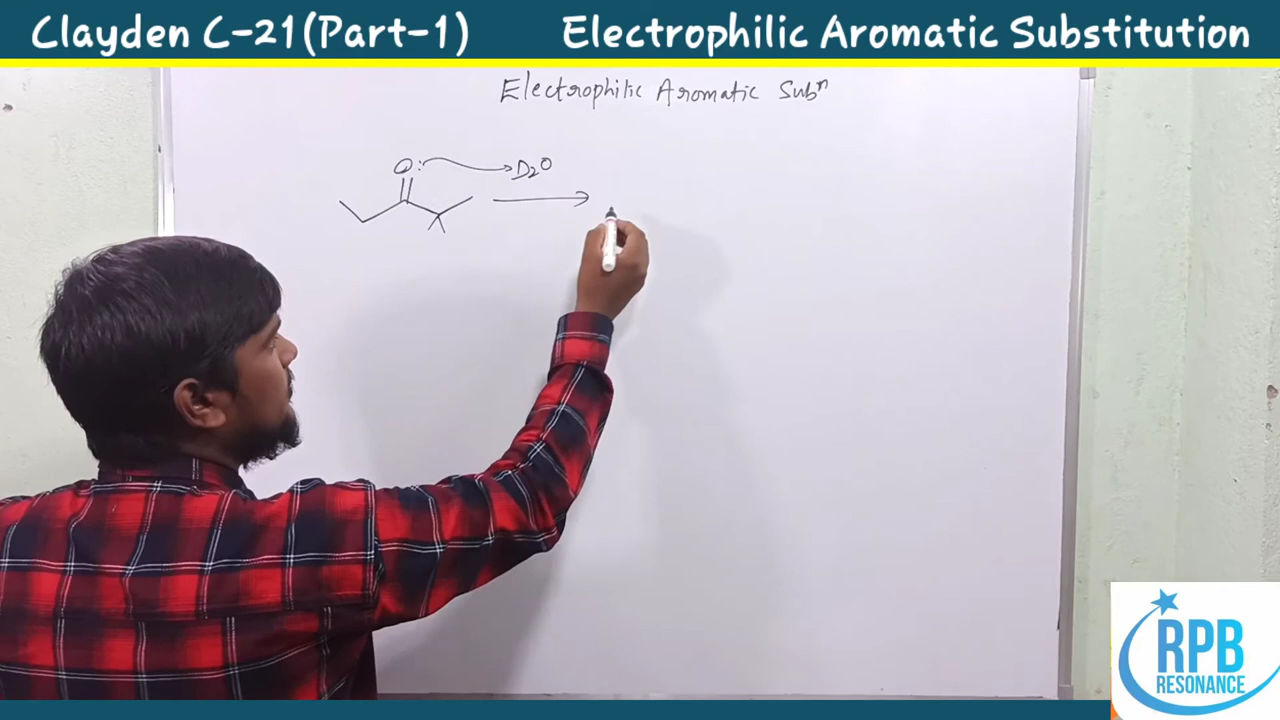 Clayden C-21(Part-1) Electrophilic Aromatic Substitution
Electrophilic Aromatic Subⁿ
O: D₂O
RPB
RESONANCE